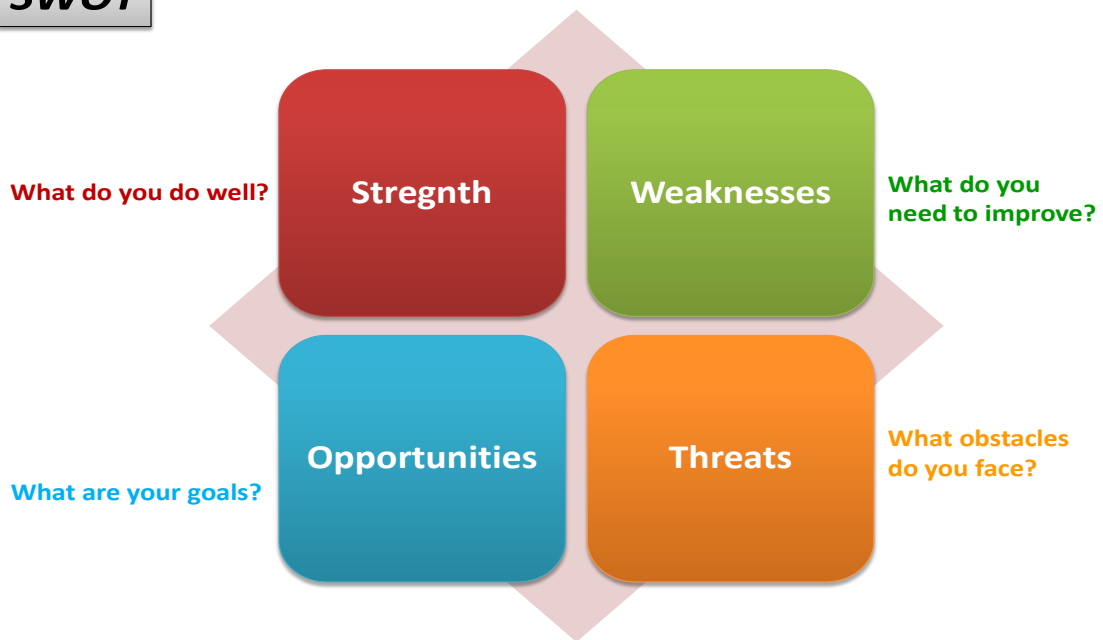 SWOT
What do you do well?
Stregnth
Weaknesses
What do you
need to improve?
Opportunities
Threats
What obstacles
do you face?
What are your goals?